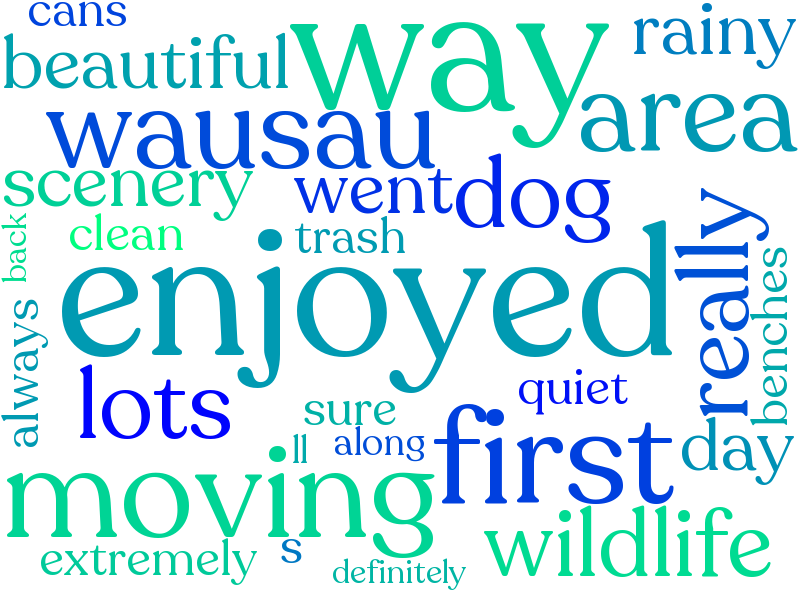 cans
way
rainy
beautiful
area
wausau
scenery
went
dog
clean
trash
back
enjoyed
really
benches
always
lots
quiet
sure
first
along
ll
day
moving
wildlife
extremely
s
definitely